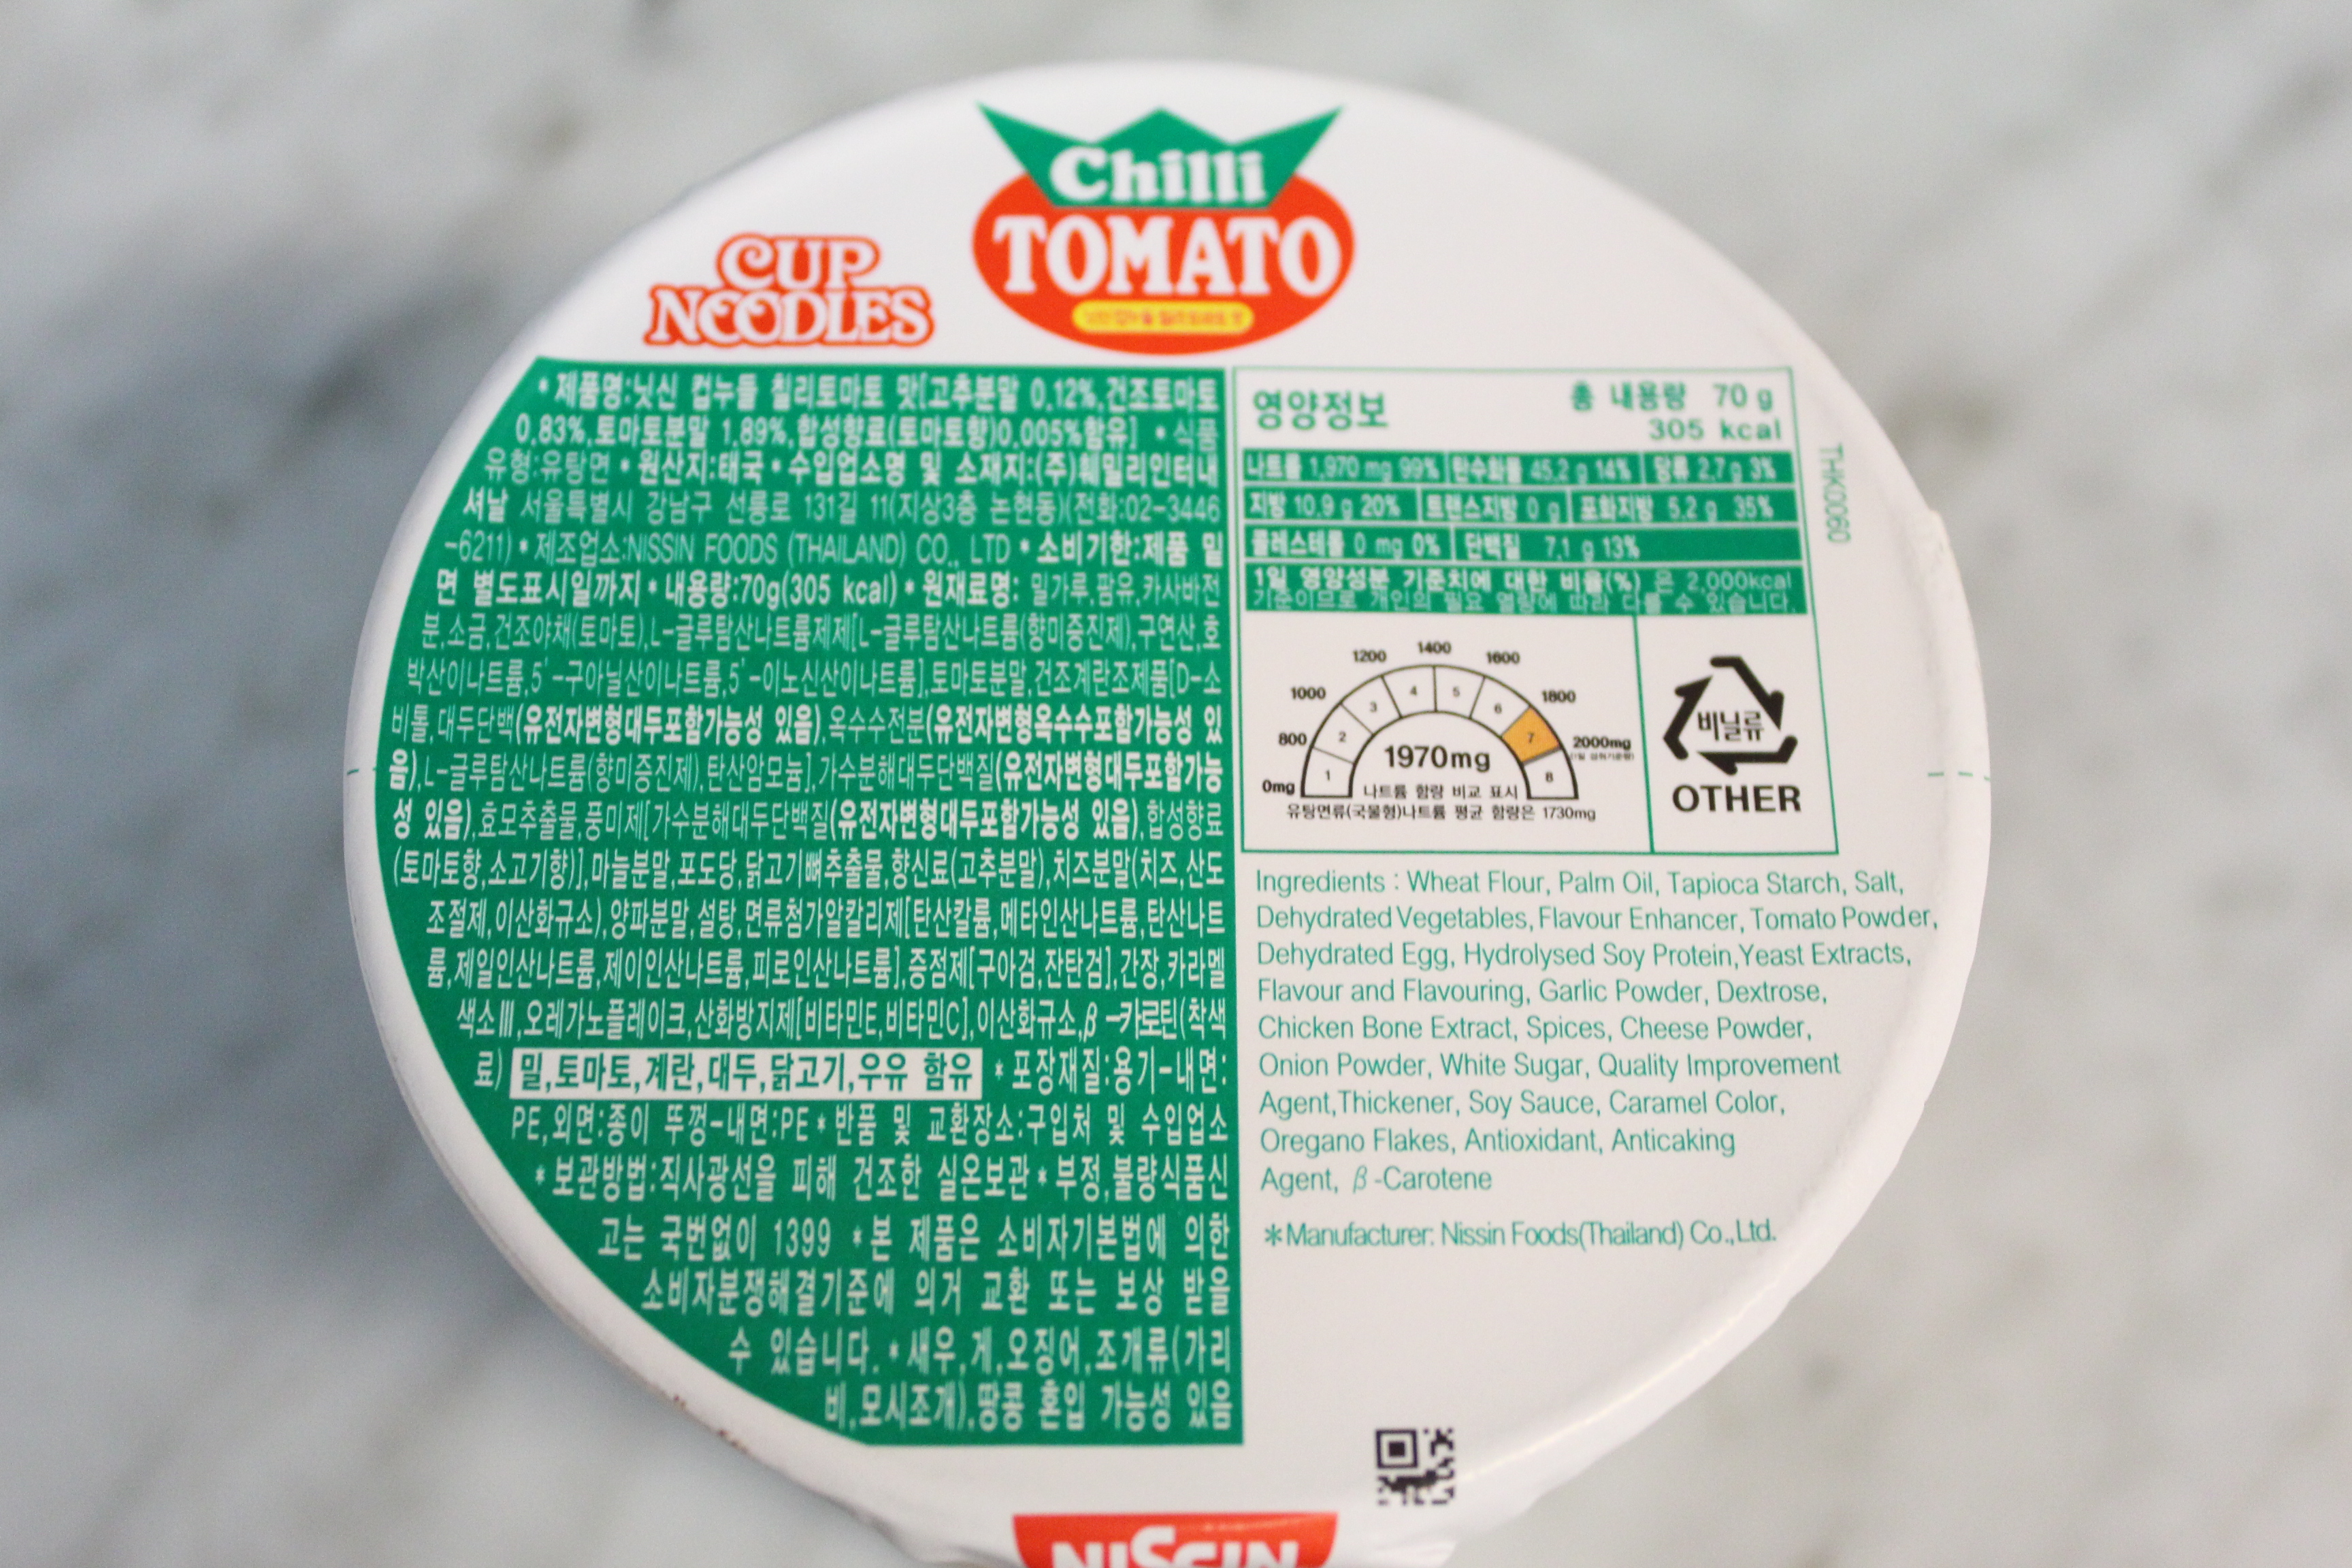 Chilli
TOMATO
CUP
NOODLES
* 제품명:닛신 컵누들 칠리토마토 맛[고추분말 0.12%,건조토마토
0.83%,토마토분말 1.89%,합성향료(토마토향)0.005%함유] * 식품
유형:유탕면 * 원산지:태국 * 수입업소명 및 소재지:(주)훼밀리인터내
셔날 서울특별시 강남구 선릉로 131길 11(지상3층 논현동)(전화:02-3446
-6211) * 제조업소:NISSIN FOODS (THAILAND) CO., LTD * 소비기한:제품 밑
면 별도표시일까지 * 내용량:70g(305 kcal) * 원재료명: 밀가루,팜유,카사바전
분,소금,건조야채(토마토),L-글루탐산나트륨제제[L-글루탐산나트륨(향미증진제),구연산,호
박산이나트륨,5'-구아닐산이나트륨,5'-이노신산이나트륨],토마토분말,건조계란조제품[D-소
비톨,대두단백(유전자변형대두포함가능성 있음),옥수수전분(유전자변형옥수수포함가능성 있
음),L-글루탐산나트륨(향미증진제),탄산암모늄],가수분해대두단백질(유전자변형대두포함가능
성 있음),효모추출물,풍미제[가수분해대두단백질(유전자변형대두포함가능성 있음),합성향료
(토마토향,소고기향)],마늘분말,포도당,닭고기뼈추출물,향신료(고추분말),치즈분말(치즈,산도
조절제,이산화규소),양파분말,설탕,면류첨가알칼리제[탄산칼륨,메타인산나트륨,탄산나트
륨,제일인산나트륨,제이인산나트륨,피로인산나트륨],증점제[구아검,잔탄검],간장,카라멜
색소III,오레가노플레이크,산화방지제[비타민E,비타민C],이산화규소,β-카로틴(착색
료) 밀,토마토,계란,대두,닭고기,우유 함유 * 포장재질:용기-내면:
PE,외면:종이 뚜껑-내면:PE * 반품 및 교환장소:구입처 및 수입업소
* 보관방법:직사광선을 피해 건조한 실온보관 * 부정,불량식품신
고는 국번없이 1399 * 본 제품은 소비자기본법에 의한
소비자분쟁해결기준에 의거 교환 또는 보상 받을
수 있습니다. * 새우,게,오징어,조개류(가리
비,모시조개),땅콩 혼입 가능성 있음
영양정보
총 내용량 70 g
305 kcal
나트륨 1,970 mg 99% 탄수화물 45.2 g 14% 당류 2.7 g 3%
지방 10.9 g 20% 트랜스지방 0 g 포화지방 5.2 g 35%
콜레스테롤 0 mg 0% 단백질 7.1 g 13%
1일 영양성분 기준치에 대한 비율(%) 은 2,000kcal
기준이므로 개인의 필요 열량에 따라 다를 수 있습니다.
THK0060
0mg 800 1000 1200 1400 1600 1800 2000mg
1 2 3 4 5 6 7 8
1970mg
나트륨 함량 비교 표시
유탕면류(국물형)나트륨 평균 함량은 1730mg
비닐류
OTHER
Ingredients : Wheat Flour, Palm Oil, Tapioca Starch, Salt,
Dehydrated Vegetables, Flavour Enhancer, Tomato Powder,
Dehydrated Egg, Hydrolysed Soy Protein,Yeast Extracts,
Flavour and Flavouring, Garlic Powder, Dextrose,
Chicken Bone Extract, Spices, Cheese Powder,
Onion Powder, White Sugar, Quality Improvement
Agent,Thickener, Soy Sauce, Caramel Color,
Oregano Flakes, Antioxidant, Anticaking
Agent, β-Carotene
*Manufacturer: Nissin Foods(Thailand) Co.,Ltd.
NISSIN